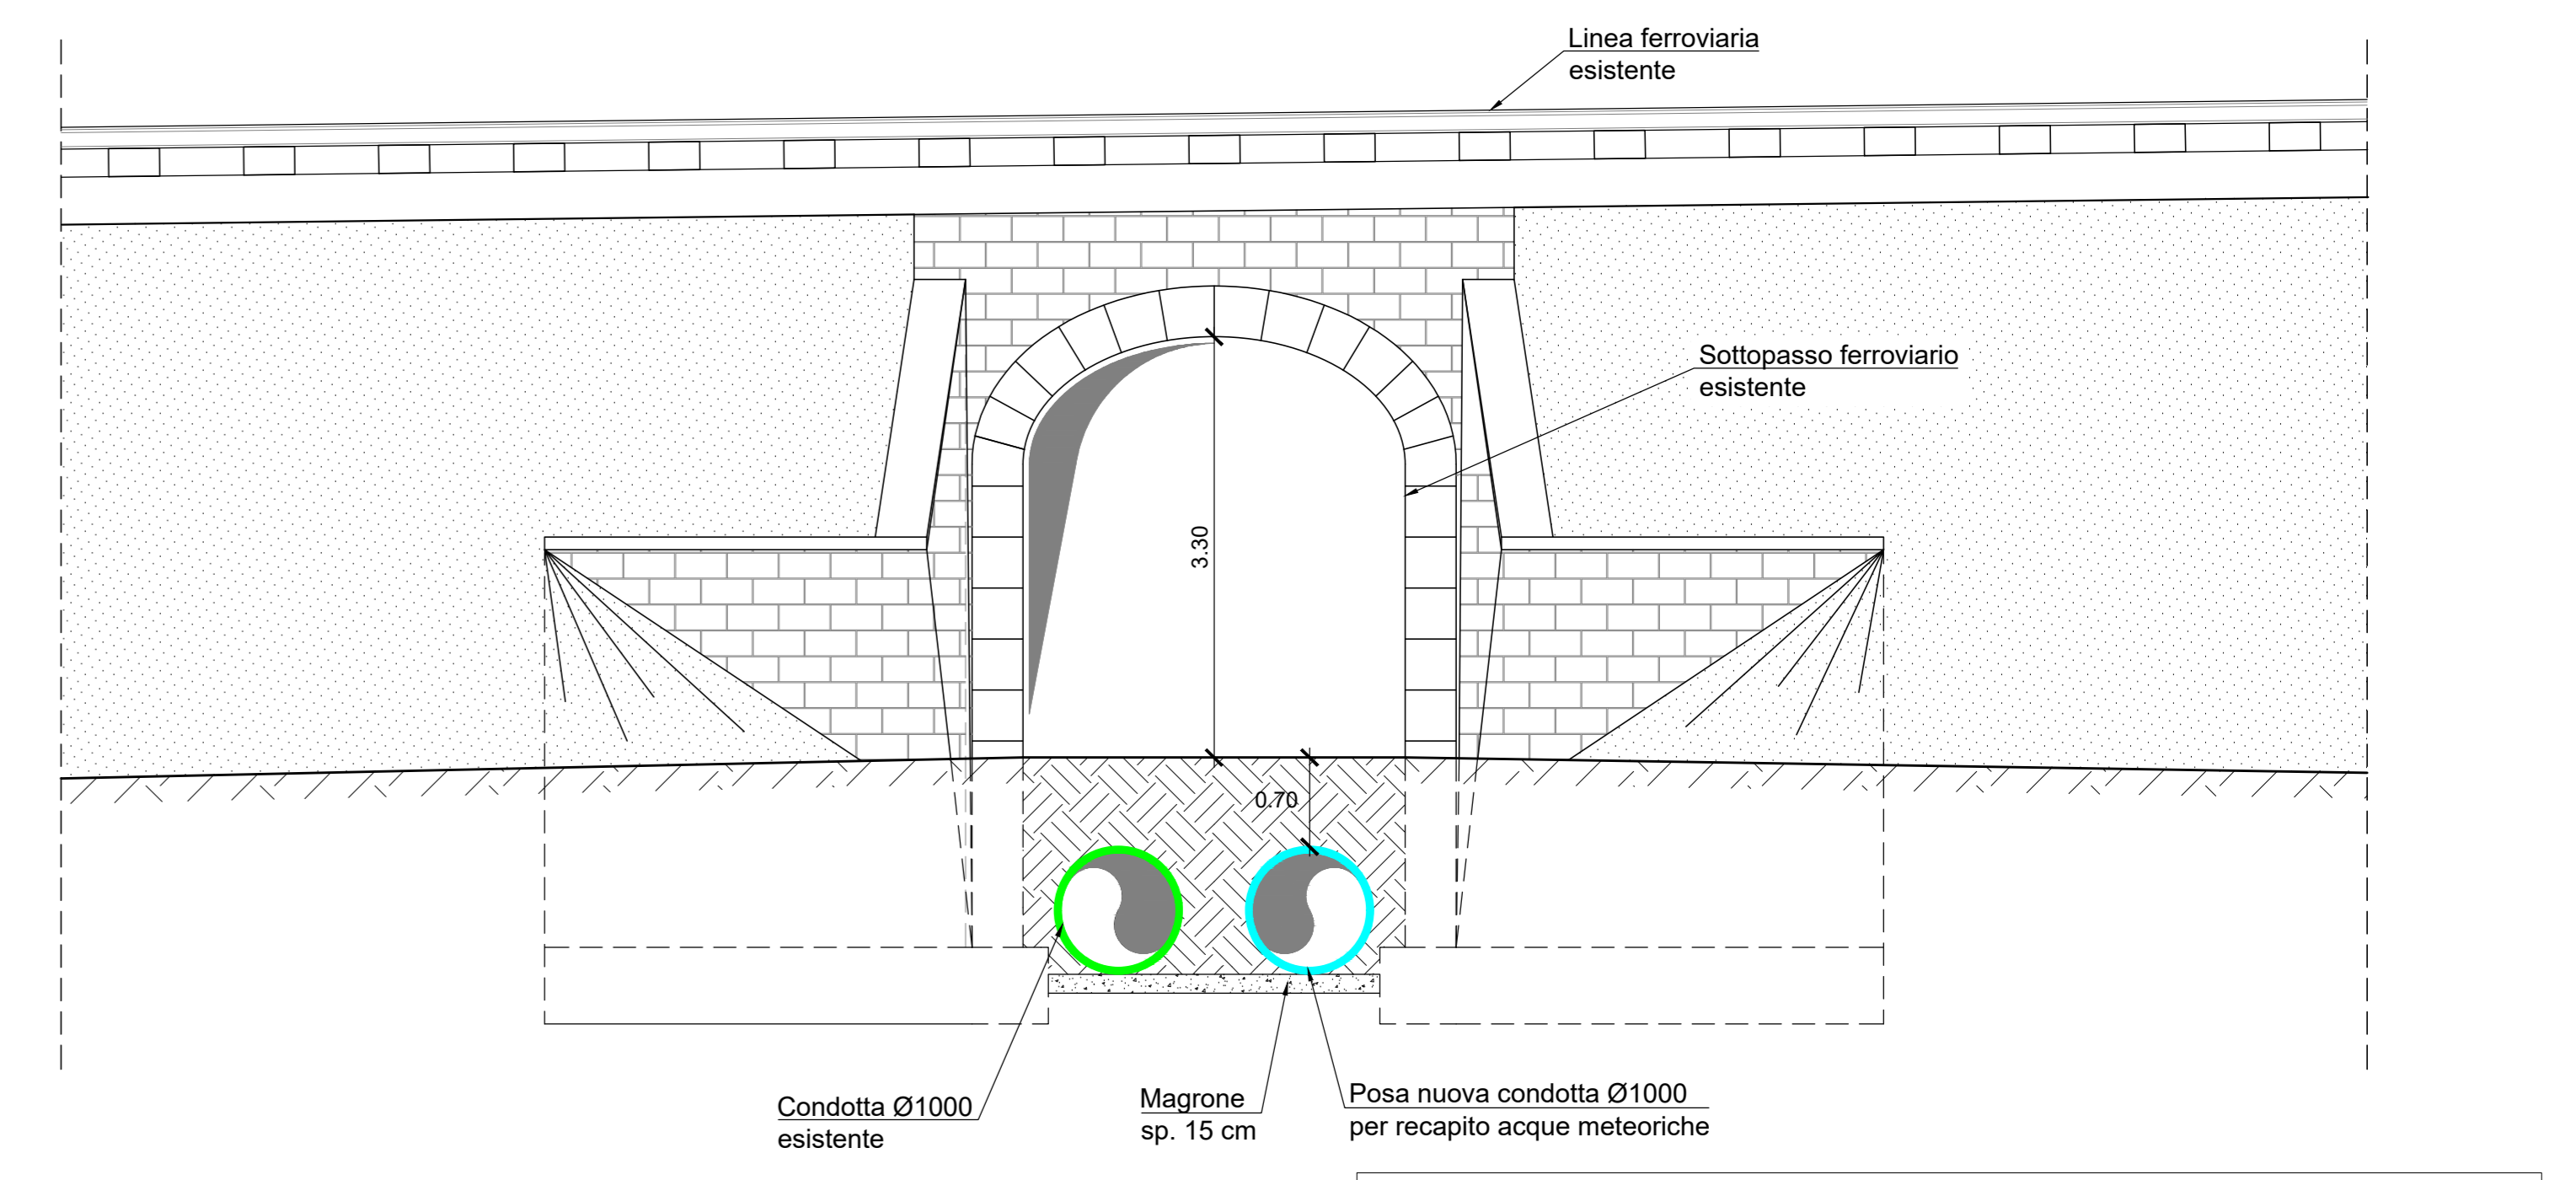 Linea ferroviaria
esistente
Sottopasso ferroviario
esistente
3.30
0.70
Condotta Ø1000
esistente
Magrone
sp. 15 cm
Posa nuova condotta Ø1000
per recapito acque meteoriche